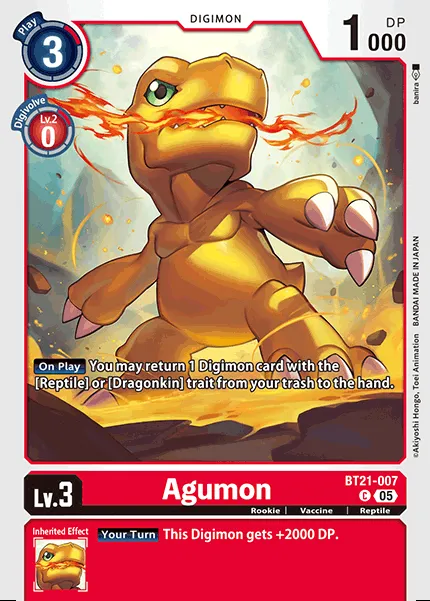 Play
3
DIGIMON
1000
DP
Digivolve
Lv.2
0
banira
©Akiyoshi Hongo, Toei Animation BANDAI MADE IN JAPAN
On Play You may return 1 Digimon card with the
[Reptile] or [Dragonkin] trait from your trash to the hand.
Lv.3
Agumon
BT21-007
C 05
Rookie | Vaccine | Reptile
Inherited Effect
Your Turn This Digimon gets +2000 DP.